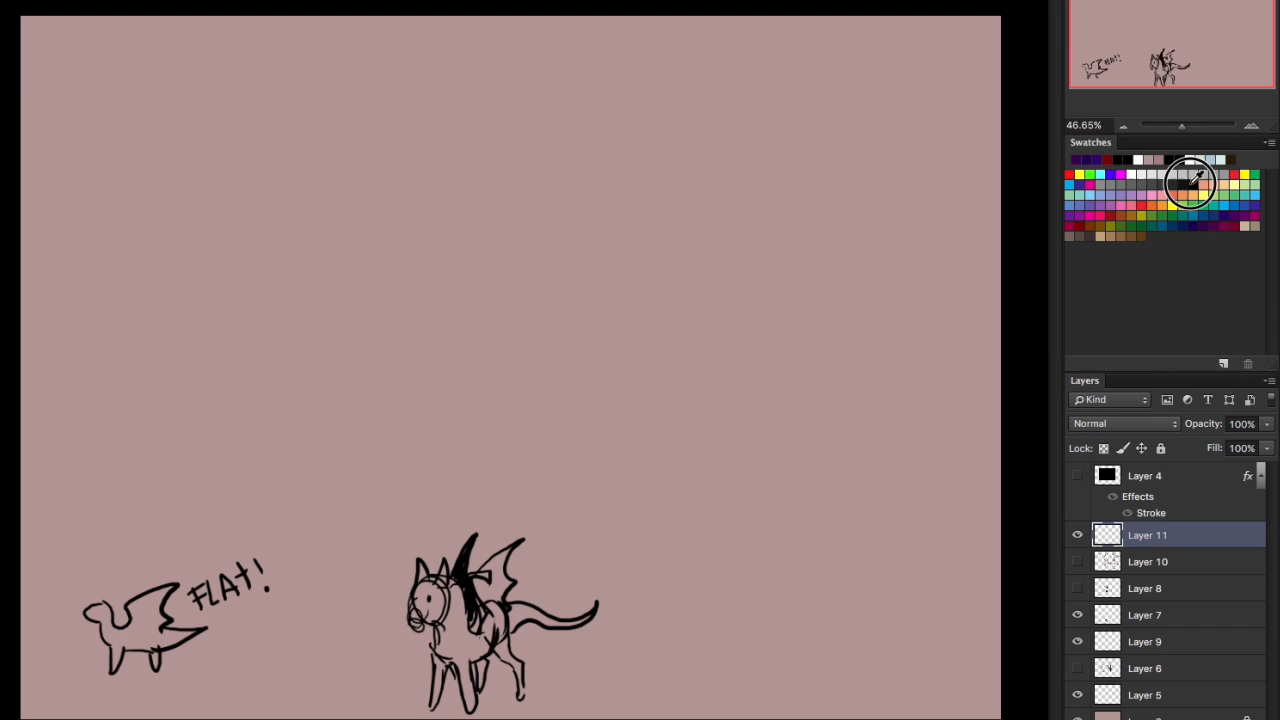 FLAT!
46.65%
Swatches
Layers
Kind
Normal
Opacity: 100%
Lock:
Fill: 100%
Layer 4
fx
Effects
Stroke
Layer 11
Layer 10
Layer 8
Layer 7
Layer 9
Layer 6
Layer 5